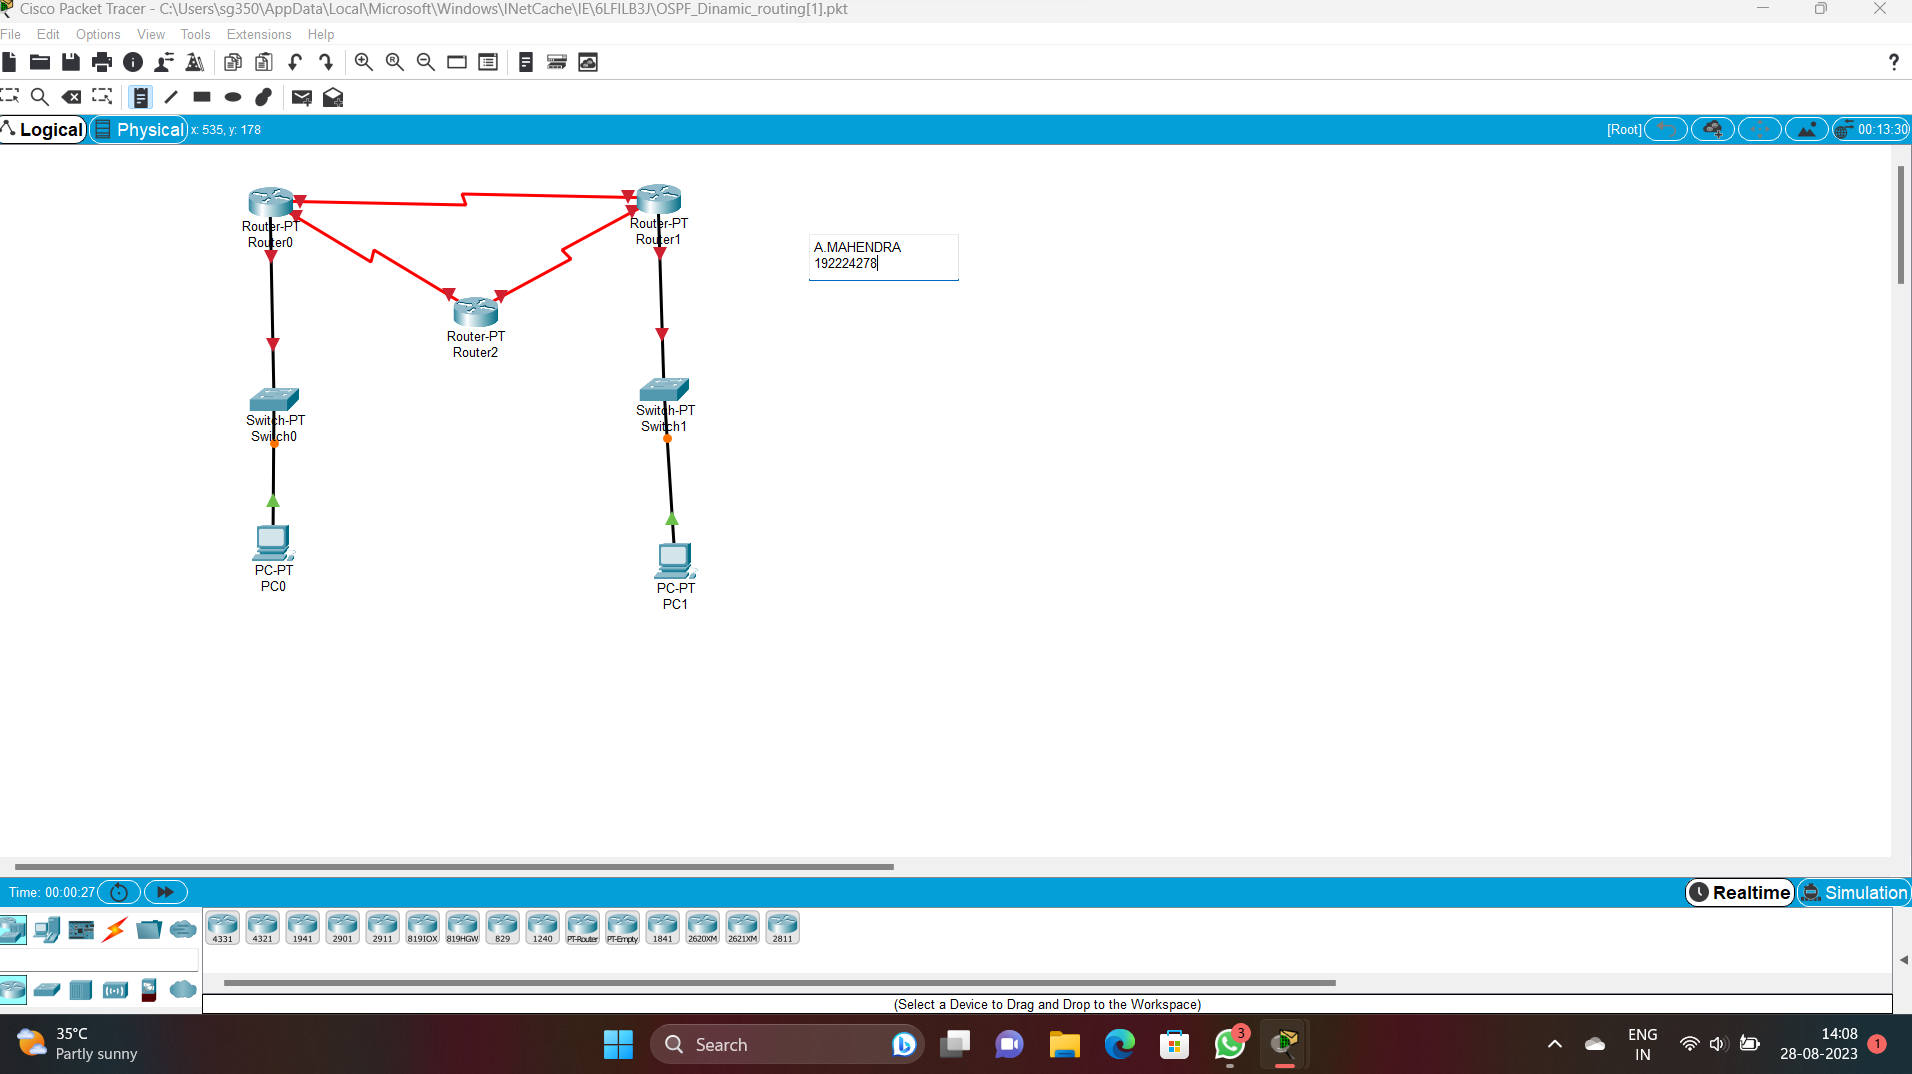 Cisco Packet Tracer - C:\Users\sg350\AppData\Local\Microsoft\Windows\INetCache\IE\6LFILB3J\OSPF_Dinamic_routing[1].pkt
File Edit Options View Tools Extensions Help
?
Logical Physical x: 535, y: 178 [Root] 00:13:30
Router-PT
Router0
Router-PT
Router1
A.MAHENDRA
192224278
Router-PT
Router2
Switch-PT
Switch0
Switch-PT
Switch1
PC-PT
PC0
PC-PT
PC1
Time: 00:00:27 Realtime Simulation
4331 4321 1941 2901 2911 819IOX 819HGW 829 1240 PT-Router PT-Empty 1841 2620XM 2621XM 2811
(Select a Device to Drag and Drop to the Workspace)
35°C
Partly sunny
Search
3
ENG
IN
14:08
28-08-2023
1